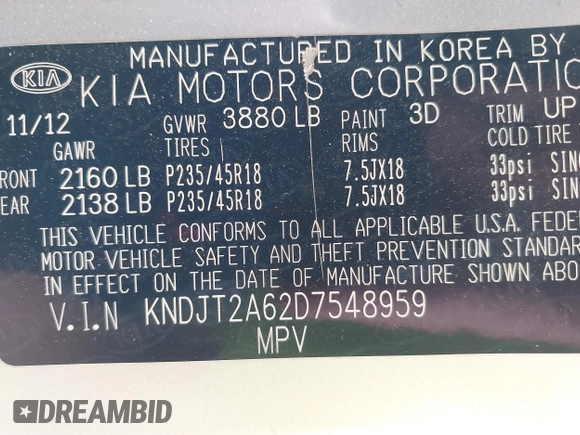 MANUFACTURED IN KOREA BY
KIA KIA MOTORS CORPORATIO
11/12 GVWR 3880 LB PAINT 3D TRIM UP
GAWR TIRES RIMS COLD TIRE
RONT 2160 LB P235/45R18 7.5JX18 33psi SIN
EAR 2138 LB P235/45R18 7.5JX18 33psi SIN
THIS VEHICLE CONFORMS TO ALL APPLICABLE U.S.A. FEDE
MOTOR VEHICLE SAFETY AND THEFT PREVENTION STANDAR
IN EFFECT ON THE DATE OF MANUFACTURE SHOWN ABO
V.I.N KNDJT2A62D7548959
MPV
DREAMBID